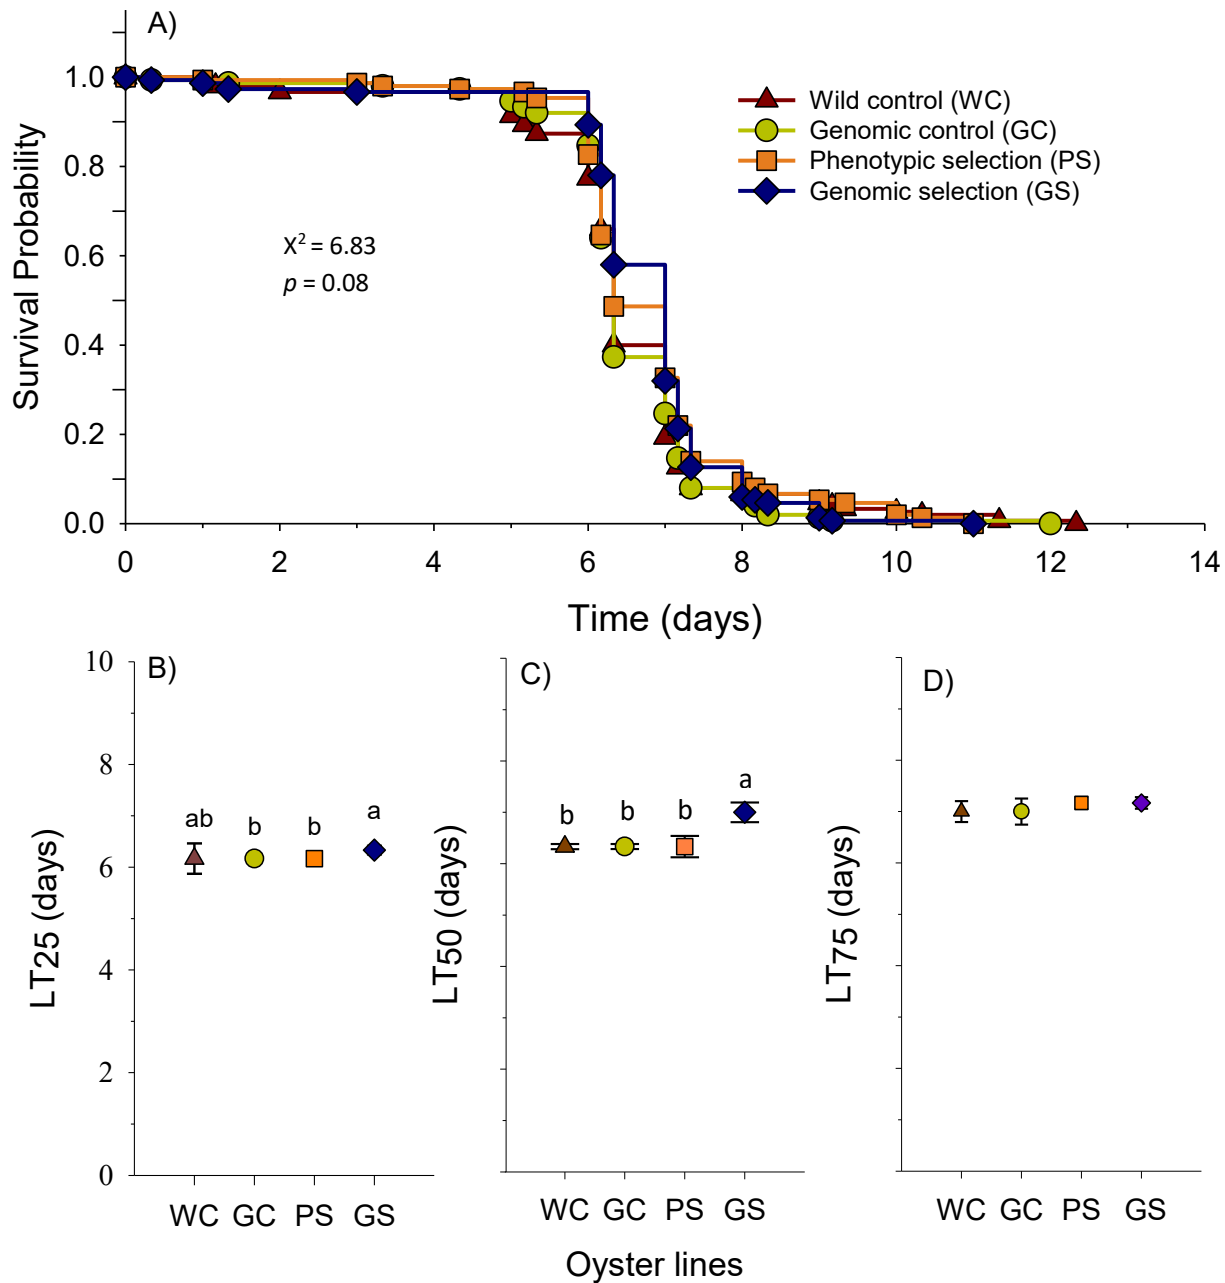 A)
Survival Probability
1.0
0.8
0.6
0.4
0.2
0.0
Wild control (WC)
Genomic control (GC)
Phenotypic selection (PS)
Genomic selection (GS)
X² = 6.83
p = 0.08
0 2 4 6 8 10 12 14
Time (days)
B)
LT25 (days)
10
8
6
4
2
0
ab b b a
WC GC PS GS
C)
LT50 (days)
b b b a
WC GC PS GS
D)
LT75 (days)
WC GC PS GS
Oyster lines